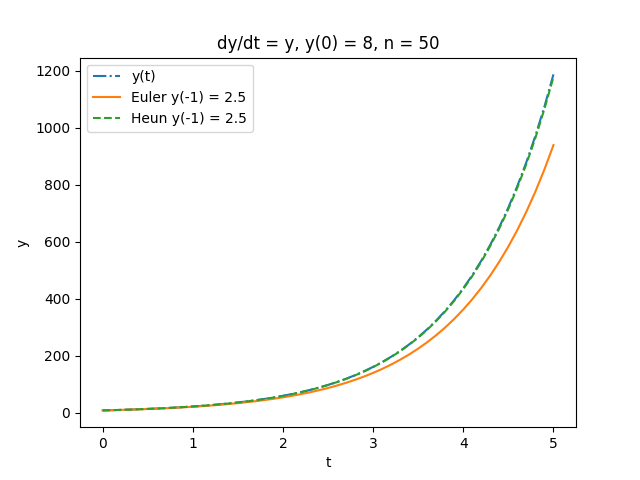 dy/dt = y, y(0) = 8, n = 50
y(t)
Euler y(-1) = 2.5
Heun y(-1) = 2.5
1200
1000
800
600
400
200
0
y
0 1 2 3 4 5
t